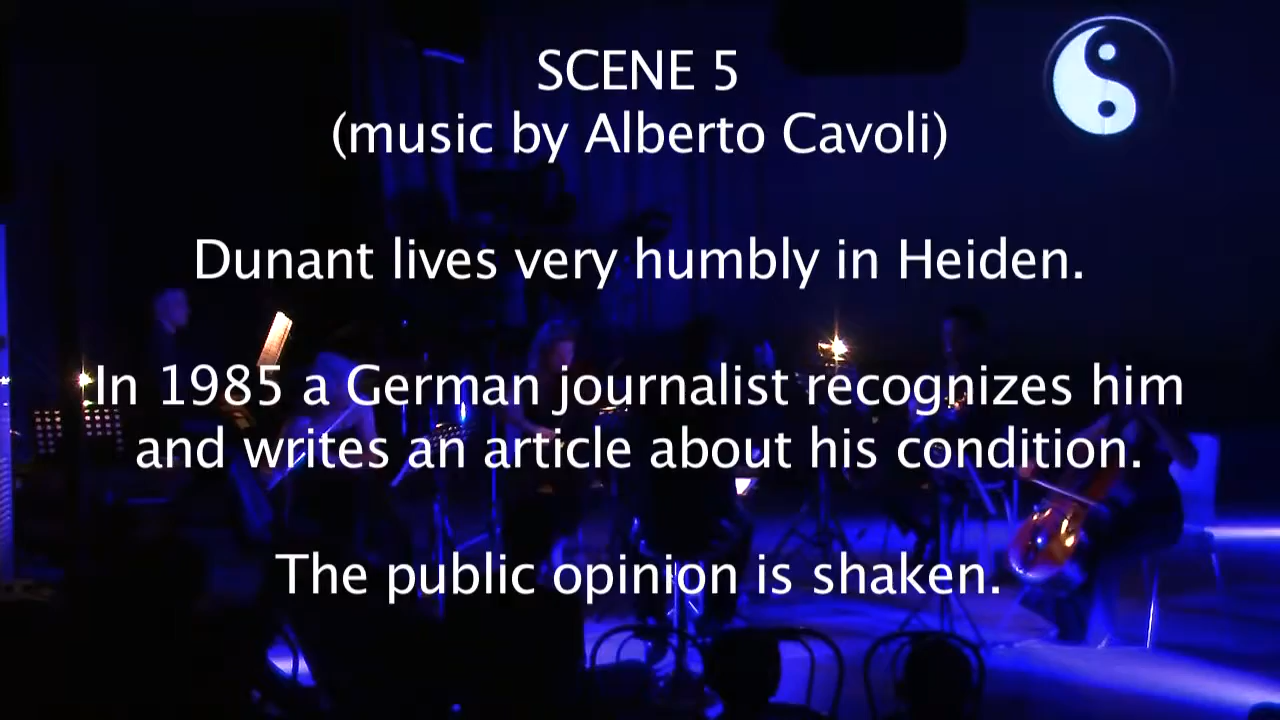 SCENE 5
(music by Alberto Cavoli)
Dunant lives very humbly in Heiden.
In 1985 a German journalist recognizes him
and writes an article about his condition.
The public opinion is shaken.